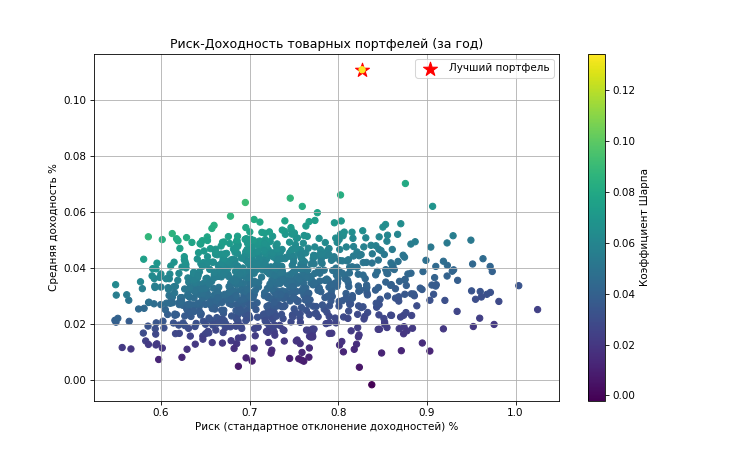 Риск-Доходность товарных портфелей (за год)
Лучший портфель
Средняя доходность %
0.10
0.08
0.06
0.04
0.02
0.00
0.6 0.7 0.8 0.9 1.0
Риск (стандартное отклонение доходностей) %
0.12
0.10
0.08
0.06
0.04
0.02
0.00
Коэффициент Шарпа